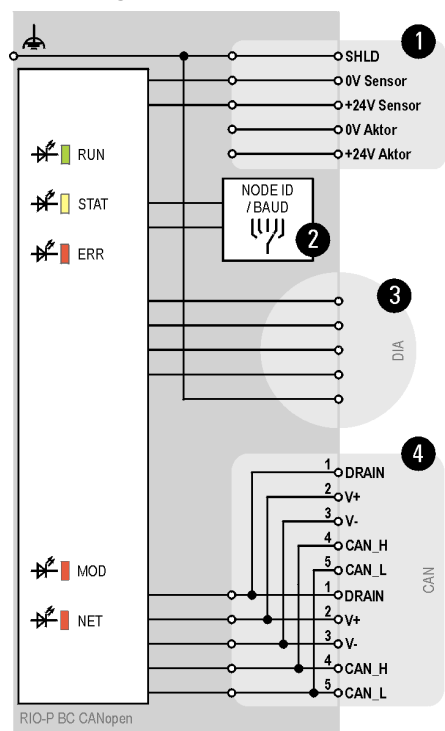 1
SHLD
0V Sensor
+24V Sensor
0V Aktor
+24V Aktor
RUN
STAT
ERR
NODE ID
/ BAUD
2
3
DIA
4
1 DRAIN
2 V+
3 V-
4 CAN_H
5 CAN_L
1 DRAIN
2 V+
3 V-
4 CAN_H
5 CAN_L
CAN
MOD
NET
RIO-P BC CANopen